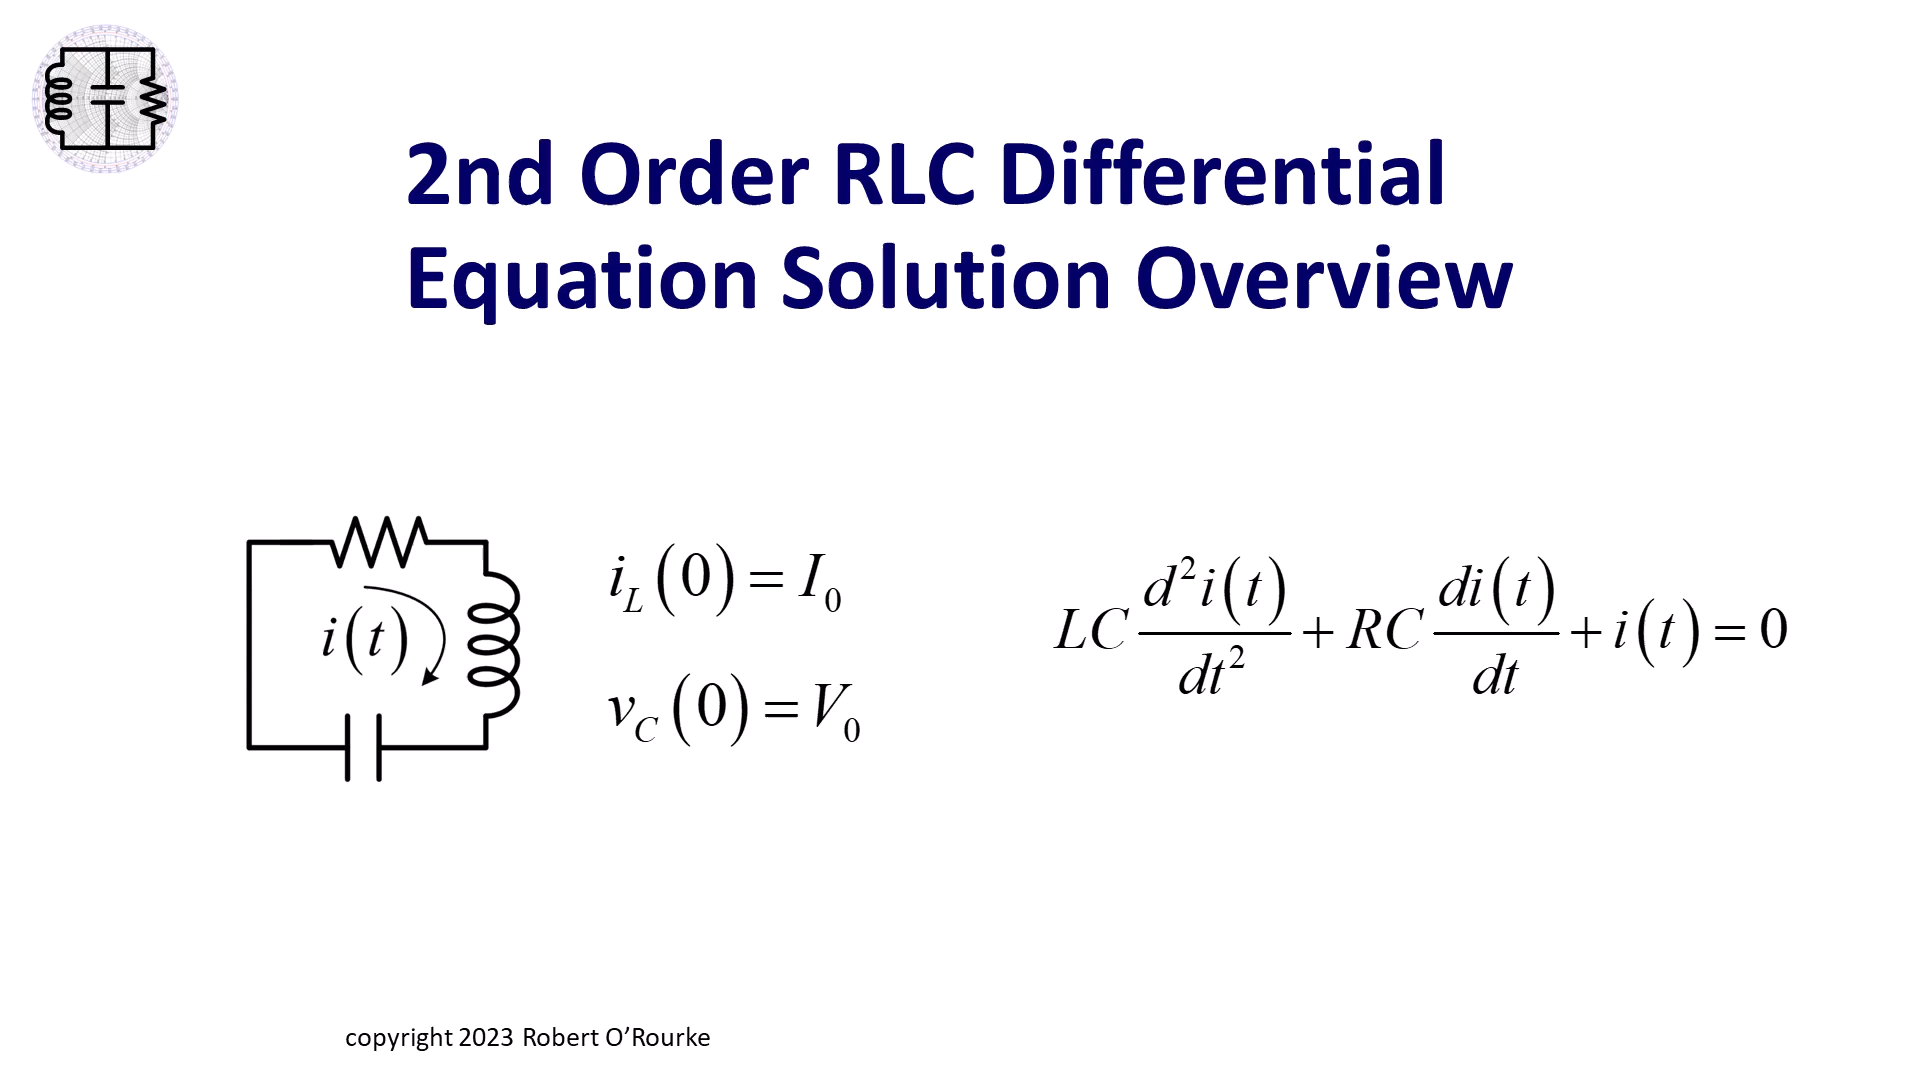 2nd Order RLC Differential
Equation Solution Overview
i(t)
i_L(0) = I_0
v_C(0) = V_0
LC d²i(t)/dt² + RC di(t)/dt + i(t) = 0
copyright 2023 Robert O’Rourke